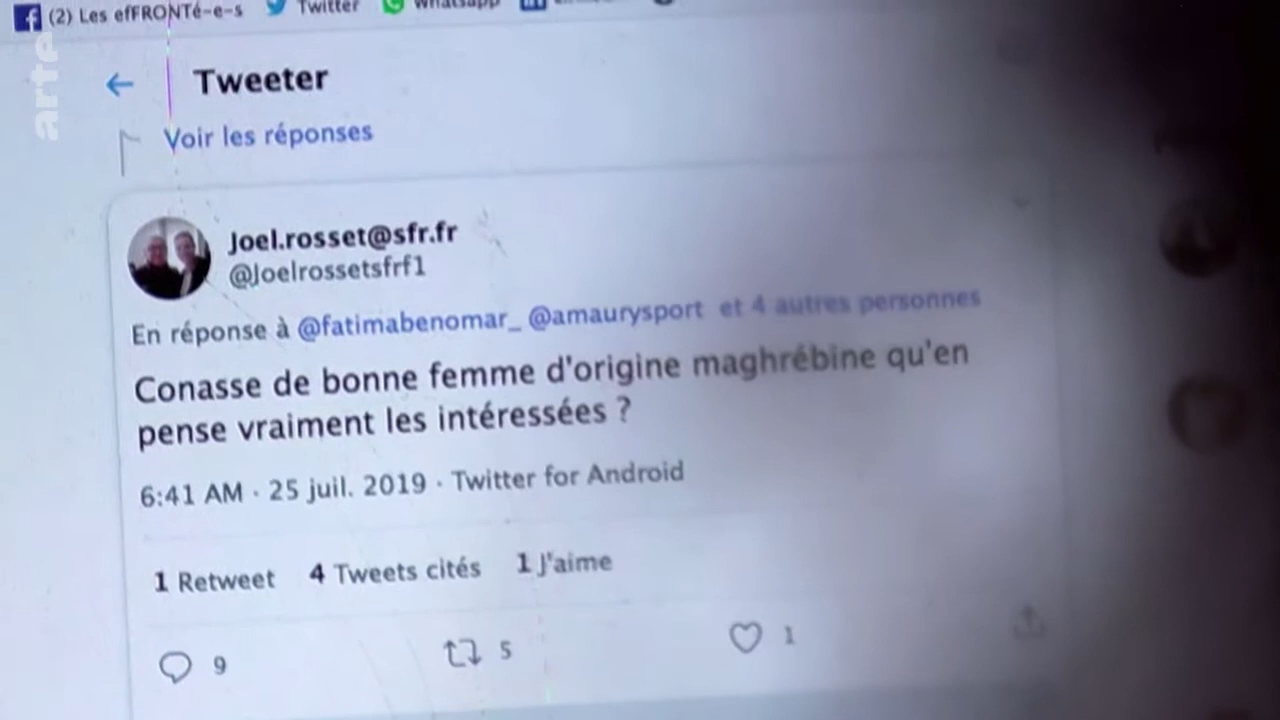 (2) Les efFRONTé-e-s Twitter Whatsapp
arte
Tweeter
Voir les réponses
Joel.rosset@sfr.fr
@Joelrossetsfrf1
En réponse à @fatimabenomar_ @amaurysport et 4 autres personnes
Conasse de bonne femme d'origine maghrébine qu'en
pense vraiment les intéressées ?
6:41 AM · 25 juil. 2019 · Twitter for Android
1 Retweet 4 Tweets cités 1 J'aime
9 5 1